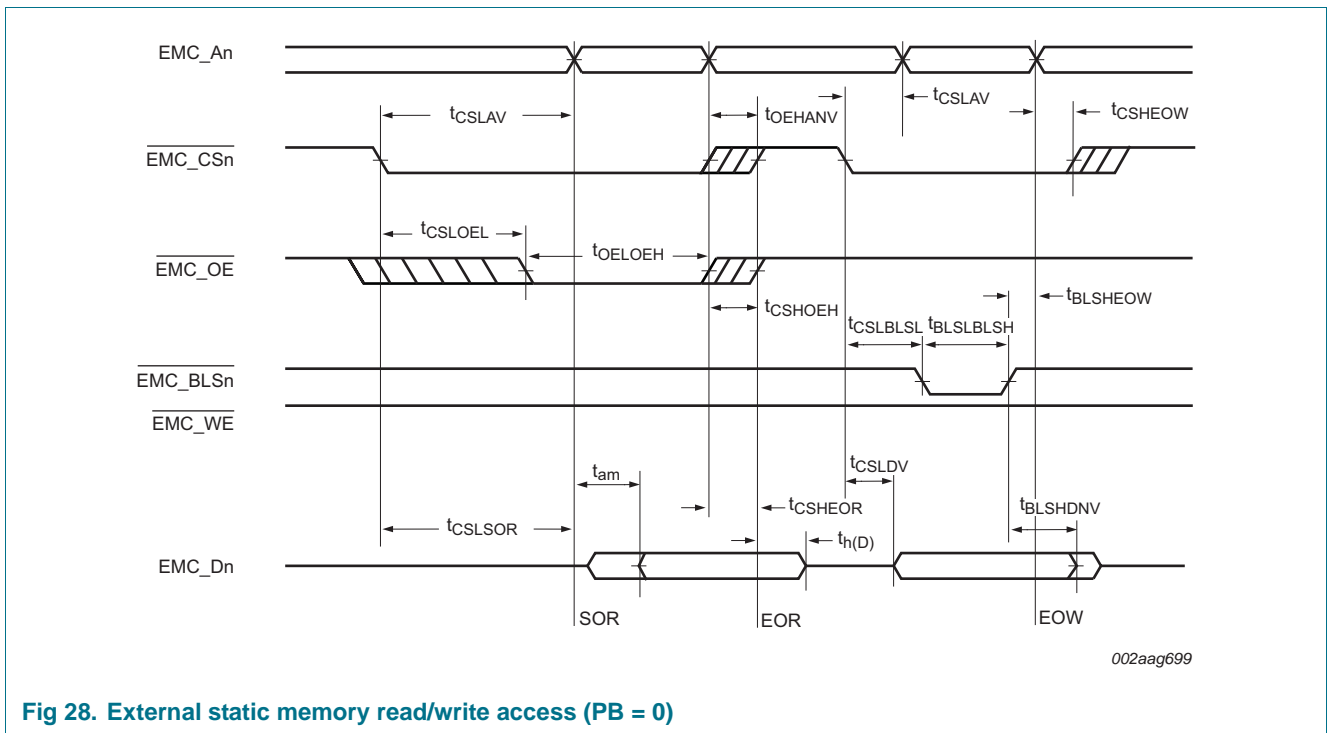 EMC_An
tCSLAV
tOEHANV
tCSLAV
tCSHEOW
EMC_CSn
tCSLOEL
tOELOEH
EMC_OE
tCSHOEH
tBLSHEOW
tCSLBLSL
tBLSLBLSH
EMC_BLSn
EMC_WE
tam
tCSLDV
tCSLSOR
tCSHEOR
tBLSHDNV
th(D)
EMC_Dn
SOR
EOR
EOW
002aag699
Fig 28. External static memory read/write access (PB = 0)